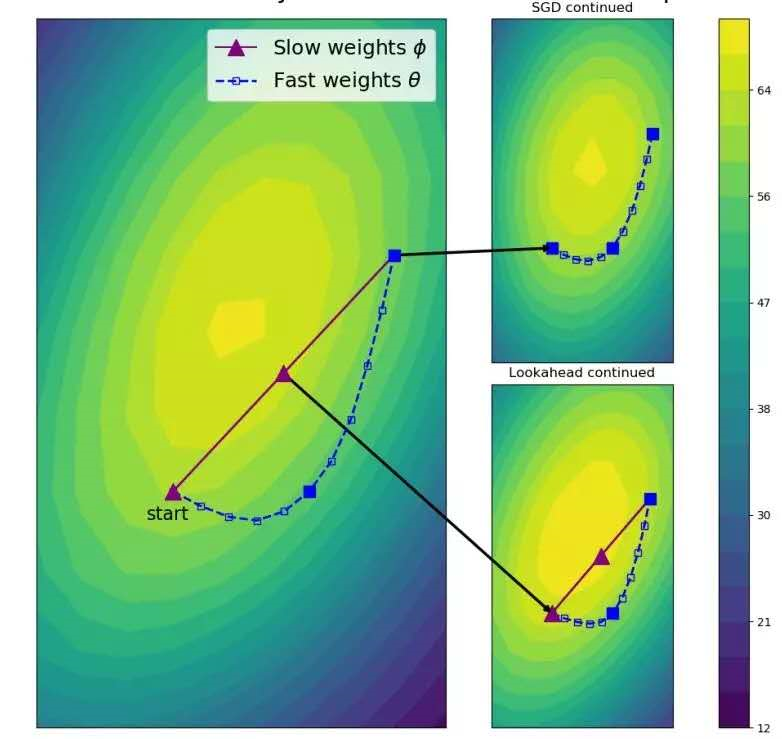 SGD continued
Slow weights ϕ
Fast weights θ
start
Lookahead continued
64
56
47
38
30
21
12